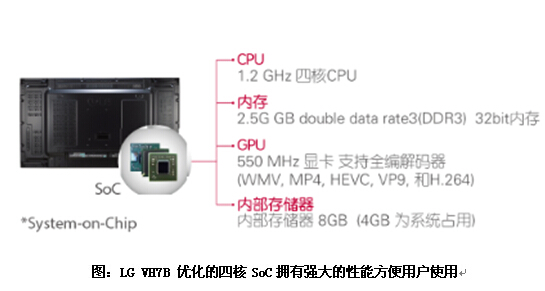 CPU
1.2 GHz 四核CPU
内存
2.5G GB double data rate3(DDR3) 32bit内存
GPU
550 MHz 显卡 支持全编解码器
(WMV, MP4, HEVC, VP9, 和H.264)
内部存储器
内部存储器 8GB (4GB 为系统占用)
SoC
*System-on-Chip
图：LG VH7B 优化的四核 SoC 拥有强大的性能方便用户使用